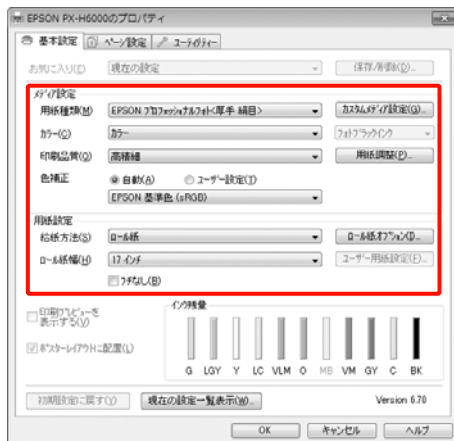 EPSON PX-H6000のプロパティ
基本設定 ページ設定 ユーティリティー
お気に入り(F) 現在の設定 保存/削除(D)...
メディア設定
用紙種類(M) EPSON プロフェッショナルフォト<厚手 絹目> カスタムメディア設定(G)...
カラー(C) カラー フォトブラックインク
印刷品質(Q) 高精細 用紙調整(P)...
色補正 自動(A) ユーザー設定(T)
EPSON 基準色 (sRGB)
用紙設定
給紙方法(S) ロール紙 ロール紙オプション(I)...
ロール紙幅(H) 17 インチ ユーザー用紙設定(E)...
フチなし(B)
印刷プレビューを
表示する(V)
インク残量
ポスターレイアウトに配置(L)
G LGY Y LC VLM O MB VM GY C BK
初期設定に戻す(Y) 現在の設定一覧表示(W)... Version 6.70
OK キャンセル ヘルプ